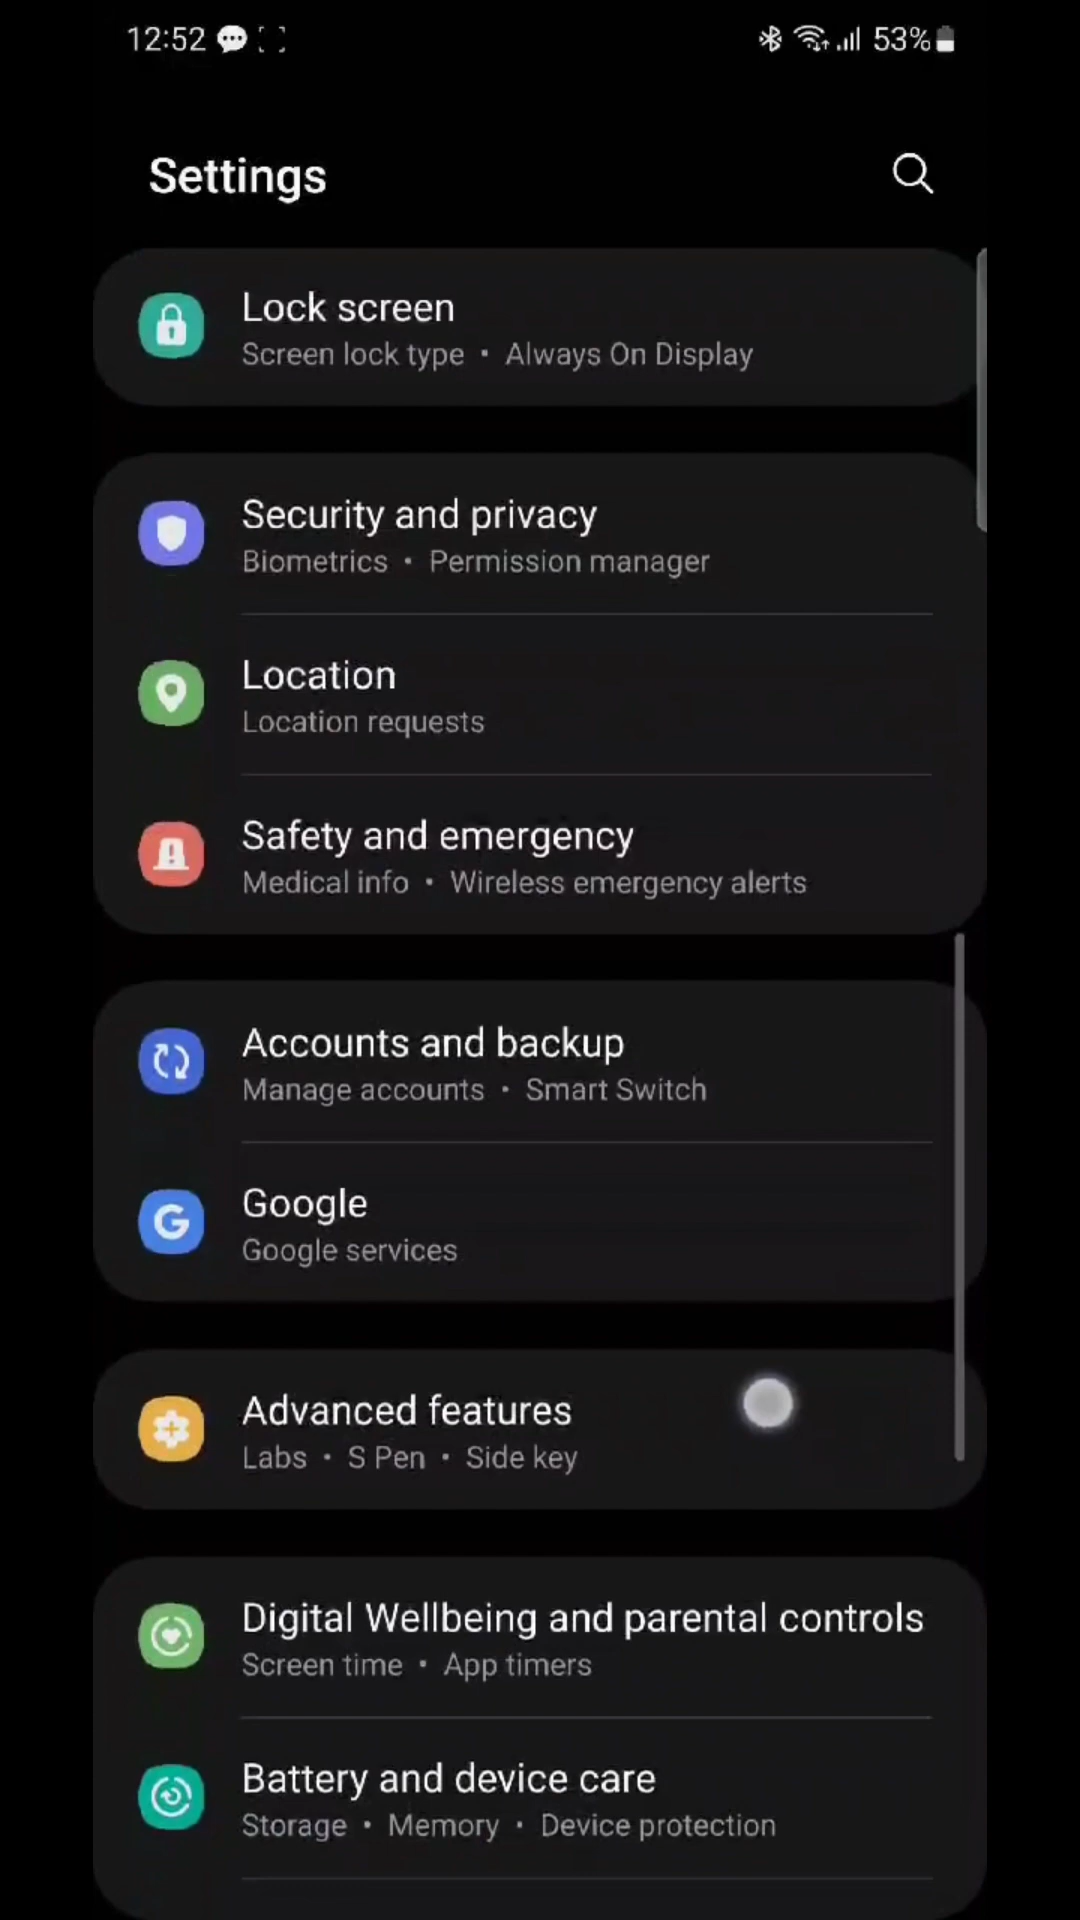 12:52 53%
Settings
Lock screen
Screen lock type • Always On Display
Security and privacy
Biometrics • Permission manager
Location
Location requests
Safety and emergency
Medical info • Wireless emergency alerts
Accounts and backup
Manage accounts • Smart Switch
Google
Google services
Advanced features
Labs • S Pen • Side key
Digital Wellbeing and parental controls
Screen time • App timers
Battery and device care
Storage • Memory • Device protection